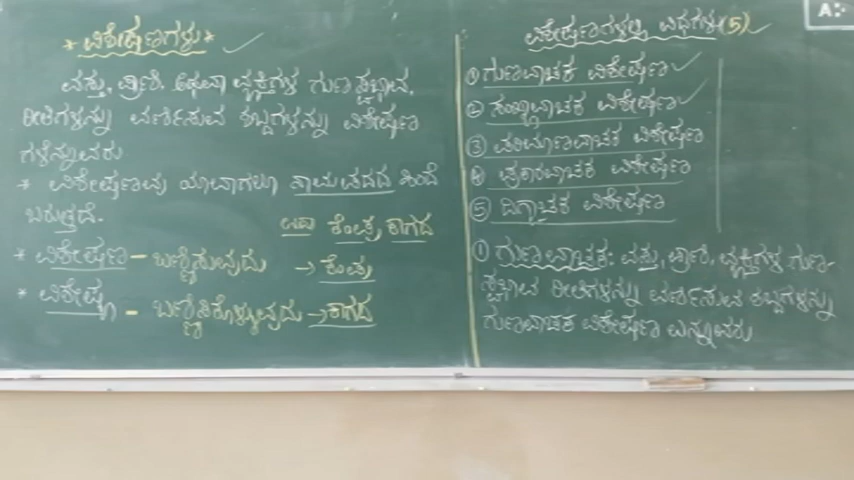 * ವಿಶೇಷಣಗಳು *
ವಸ್ತು, ಪ್ರಾಣಿ, ಅಥವಾ ವ್ಯಕ್ತಿಗಳ ಗುಣ ಸ್ವಭಾವ,
ರೀತಿಗಳನ್ನು ವರ್ಣಿಸುವ ಶಬ್ದಗಳನ್ನು ವಿಶೇಷಣ
ಗಳೆನ್ನುವರು
* ವಿಶೇಷಣವು ಯಾವಾಗಲೂ ನಾಮಪದದ ಹಿಂದೆ
ಬರುತ್ತದೆ.
ಉದಾ ಕೆಂಪು ಕಾಗದ
* ವಿಶೇಷಣ - ಬಣ್ಣಿಸುವುದು → ಕೆಂಪು
* ವಿಶೇಷ್ಯ - ಬಣ್ಣಿಸಿಕೊಳ್ಳುವುದು → ಕಾಗದ
ವಿಶೇಷಣಗಳಲ್ಲಿ ವಿಧಗಳು (5)
① ಗುಣವಾಚಕ ವಿಶೇಷಣ
② ಸಂಖ್ಯಾವಾಚಕ ವಿಶೇಷಣ
③ ಪರಿಮಾಣವಾಚಕ ವಿಶೇಷಣ
④ ಪ್ರಕಾರವಾಚಕ ವಿಶೇಷಣ
⑤ ದಿಗ್ವಾಚಕ ವಿಶೇಷಣ
① ಗುಣವಾಚಕ: ವಸ್ತು, ಪ್ರಾಣಿ, ವ್ಯಕ್ತಿಗಳ ಗುಣ-
ಸ್ವಭಾವ ರೀತಿಗಳನ್ನು ವರ್ಣಿಸುವ ಶಬ್ದಗಳನ್ನು
ಗುಣವಾಚಕ ವಿಶೇಷಣ ಎನ್ನುವರು